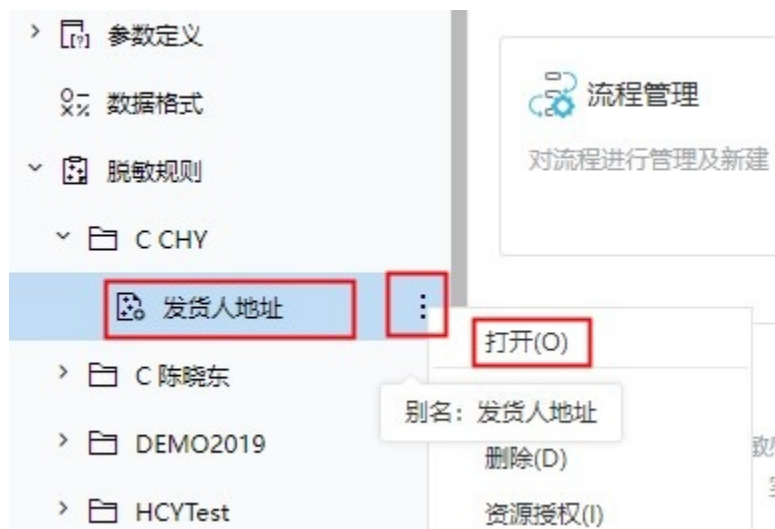 参数定义
数据格式
脱敏规则
C CHY
发货人地址
C 陈晓东
DEMO2019
HCYTest
流程管理
对流程进行管理及新建
打开(O)
别名：发货人地址
删除(D)
资源授权(I)